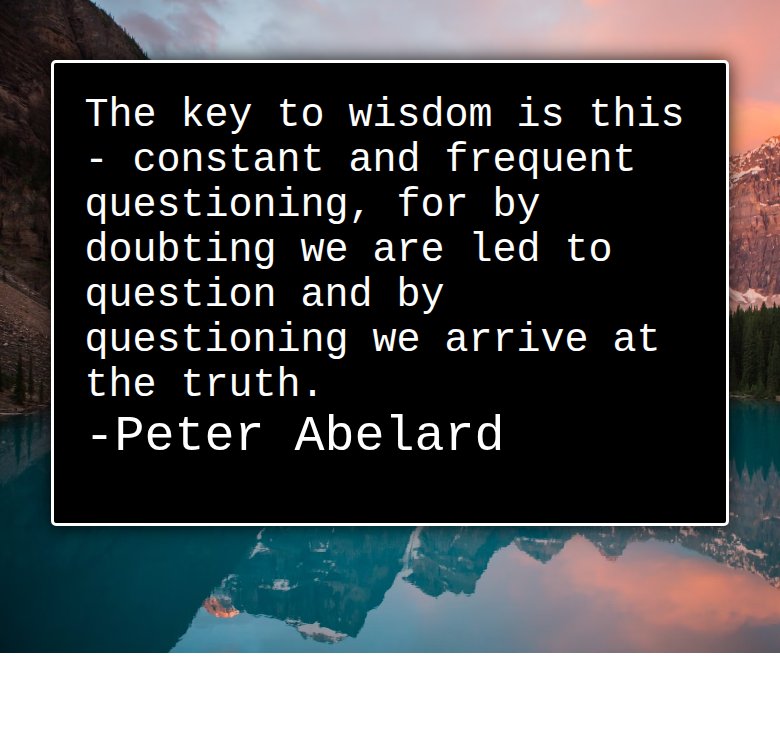 The key to wisdom is this
- constant and frequent
questioning, for by
doubting we are led to
question and by
questioning we arrive at
the truth.
-Peter Abelard